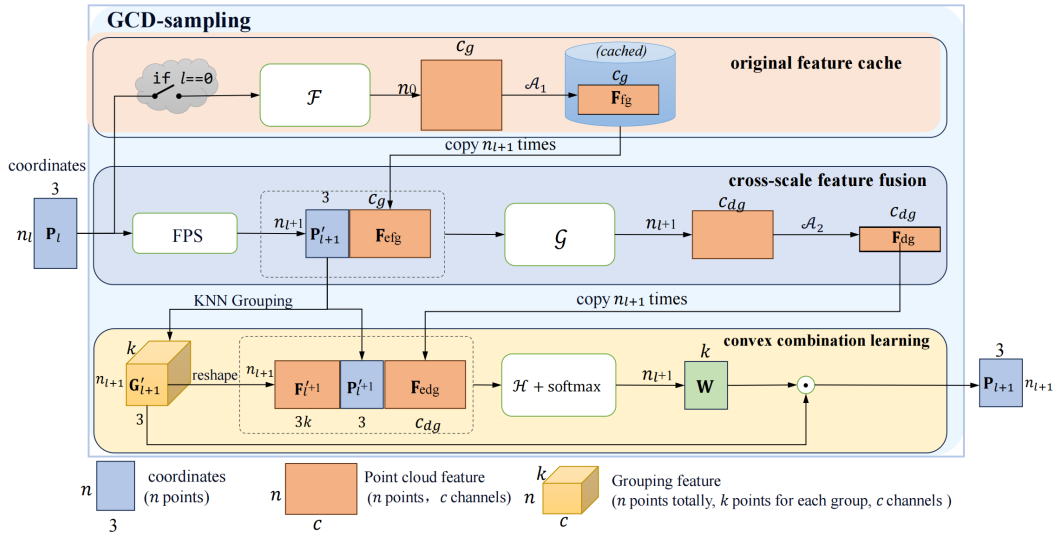 GCD-sampling
original feature cache
if l==0
ℱ
n₀
c_g
𝒜₁
(cached)
c_g
F_fg
copy n_{l+1} times
cross-scale feature fusion
coordinates
3
n_l
P_l
FPS
n_{l+1}
3
c_g
P′_{l+1}
F_efg
𝒢
n_{l+1}
c_dg
𝒜₂
c_dg
F_dg
KNN Grouping
copy n_{l+1} times
convex combination learning
k
n_{l+1}
G′_{l+1}
3
reshape
n_{l+1}
F′_{l+1}
P′_{l+1}
F_edg
3k
3
c_dg
ℋ + softmax
n_{l+1}
k
W
3
P_{l+1}
n_{l+1}
n
3
coordinates
(n points)
n
c
Point cloud feature
(n points, c channels)
k
n
c
Grouping feature
(n points totally, k points for each group, c channels )